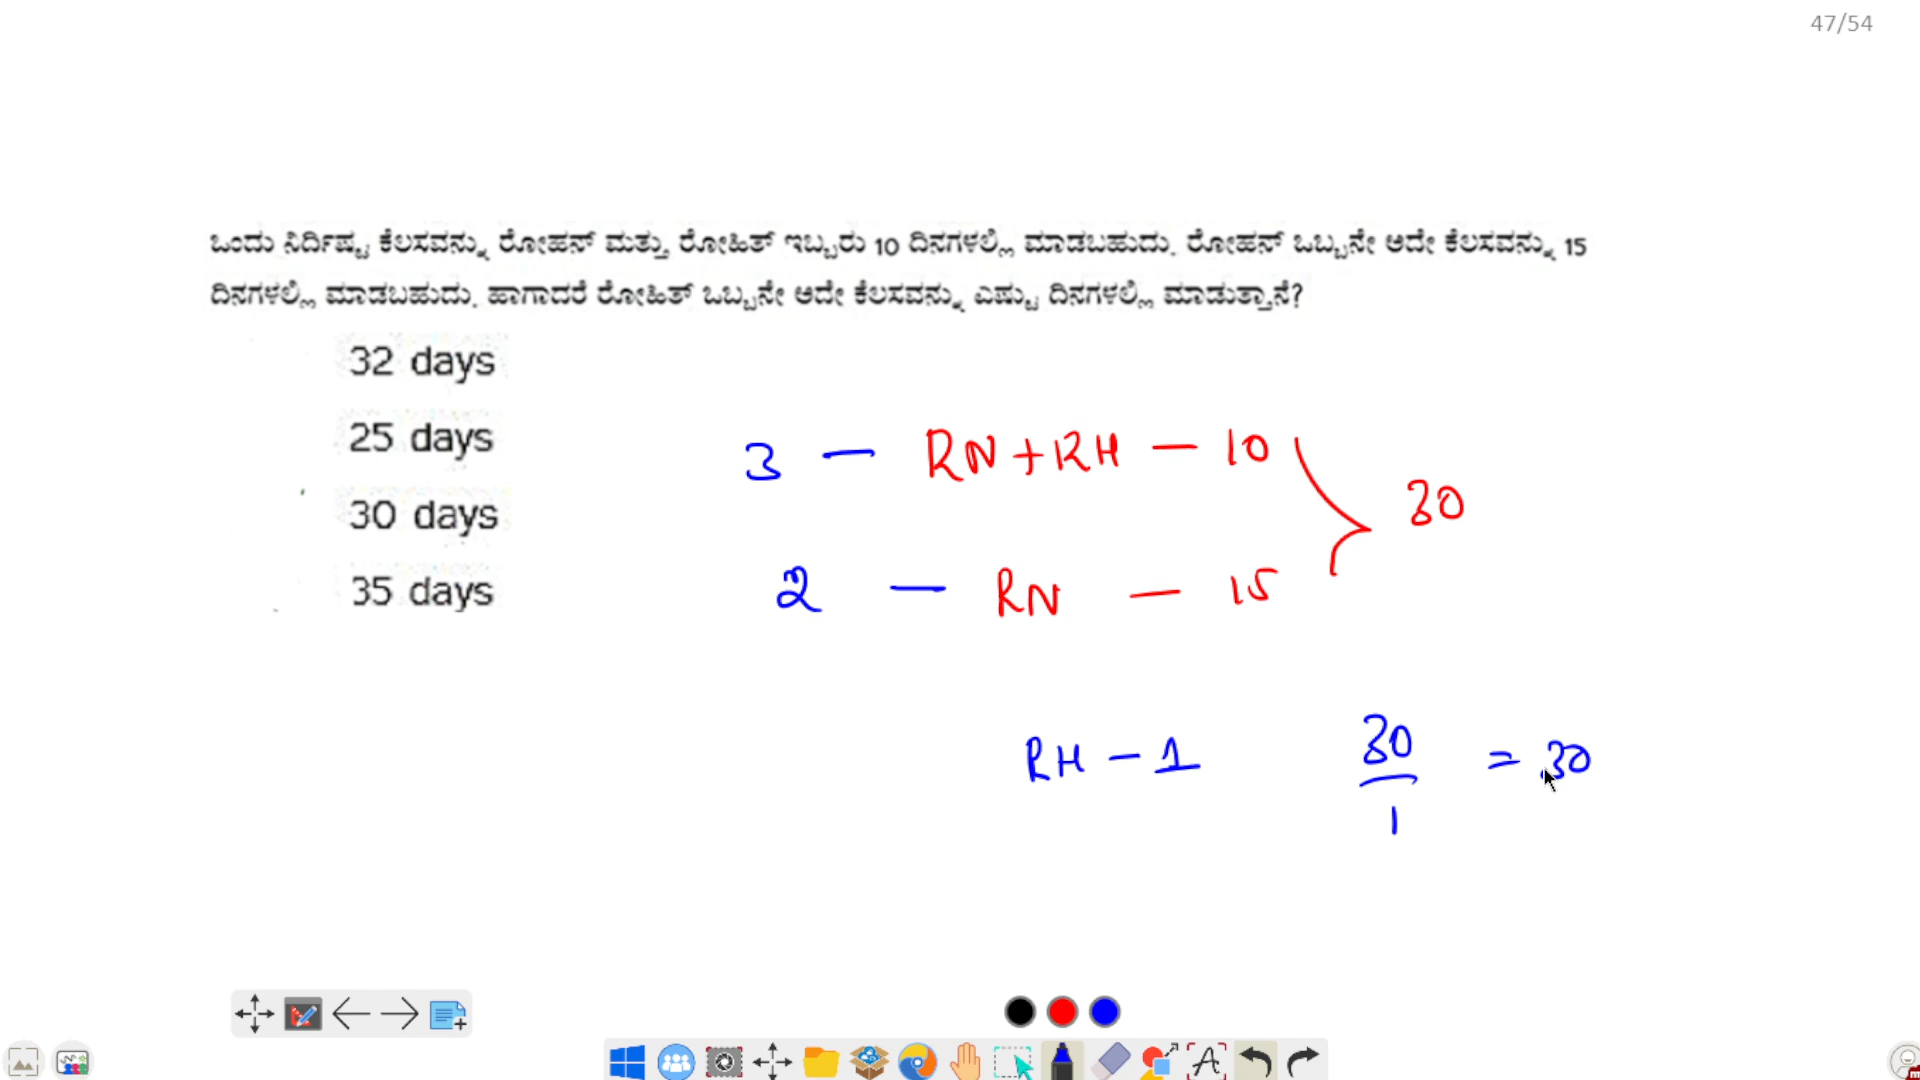 47/54
ಒಂದು ನಿರ್ದಿಷ್ಟ ಕೆಲಸವನ್ನು ರೋಹನ್ ಮತ್ತು ರೋಹಿತ್ ಇಬ್ಬರು 10 ದಿನಗಳಲ್ಲಿ ಮಾಡಬಹುದು. ರೋಹನ್ ಒಬ್ಬನೇ ಅದೇ ಕೆಲಸವನ್ನು 15
ದಿನಗಳಲ್ಲಿ ಮಾಡಬಹುದು. ಹಾಗಾದರೆ ರೋಹಿತ್ ಒಬ್ಬನೇ ಅದೇ ಕೆಲಸವನ್ನು ಎಷ್ಟು ದಿನಗಳಲ್ಲಿ ಮಾಡುತ್ತಾನೆ?
32 days
25 days
30 days
35 days
3 — RN + RH — 10
30
2 — RN — 15
RH — 1
30/1 = 30